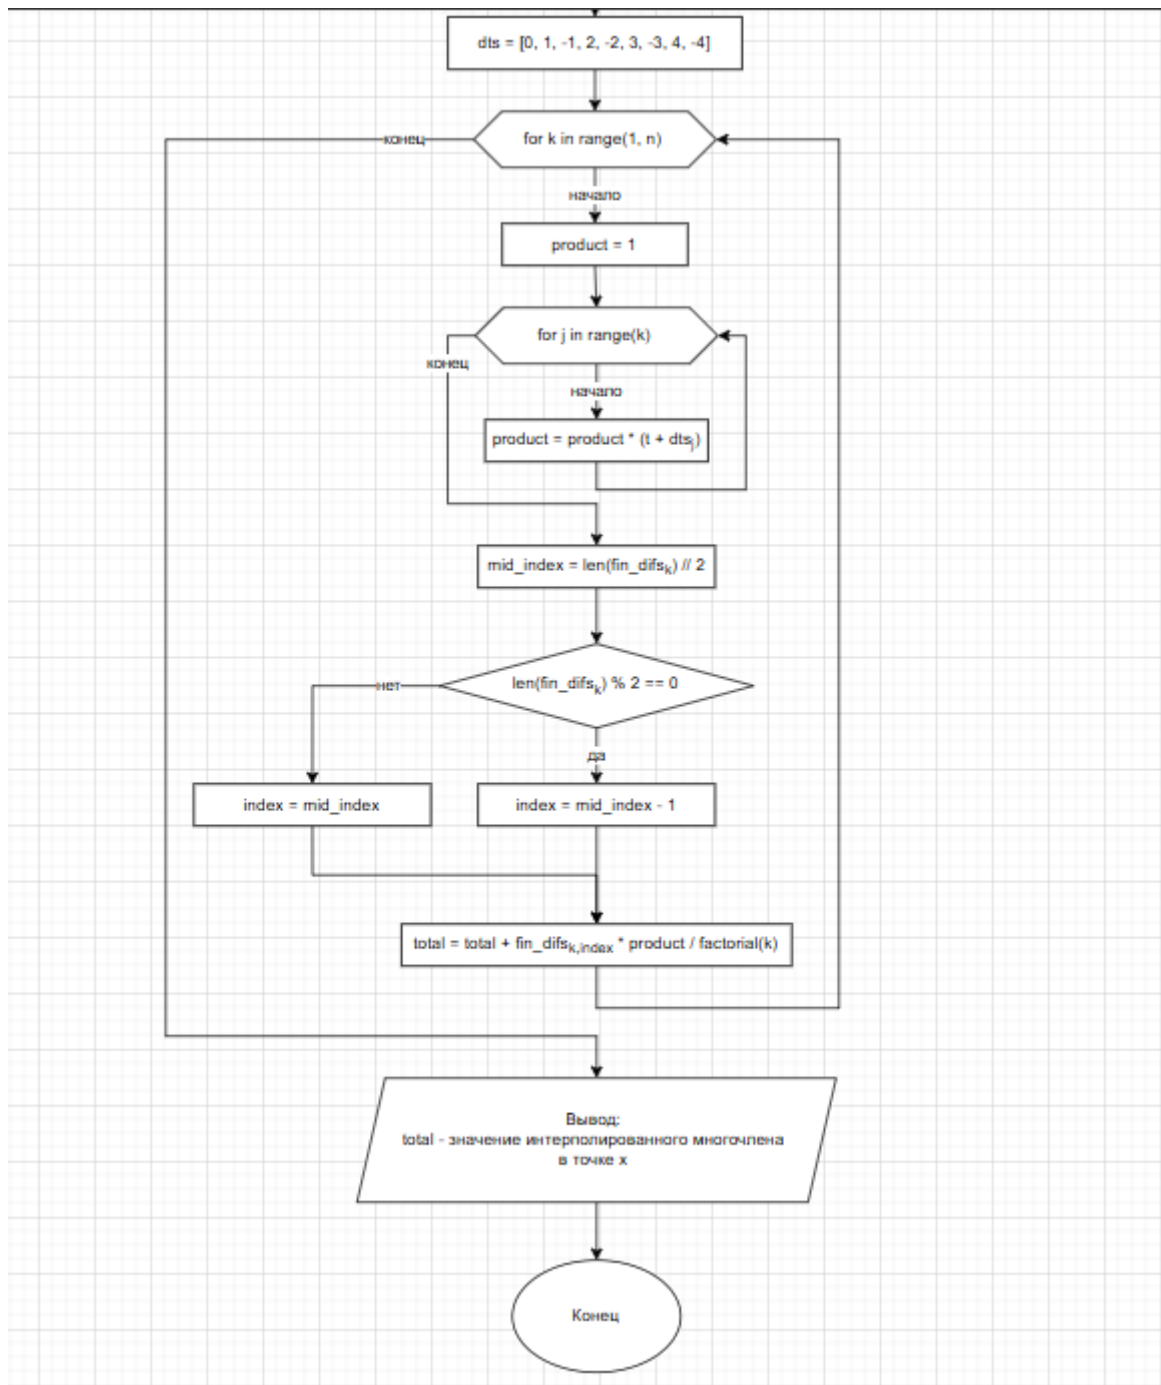 dts = [0, 1, -1, 2, -2, 3, -3, 4, -4]
конец
for k in range(1, n)
начало
product = 1
for j in range(k)
конец
начало
product = product * (t + dtsj)
mid_index = len(fin_difsk) // 2
нет
len(fin_difsk) % 2 == 0
да
index = mid_index
index = mid_index - 1
total = total + fin_difsk,index * product / factorial(k)
Вывод:
total - значение интерполированного многочлена
в точке x
Конец